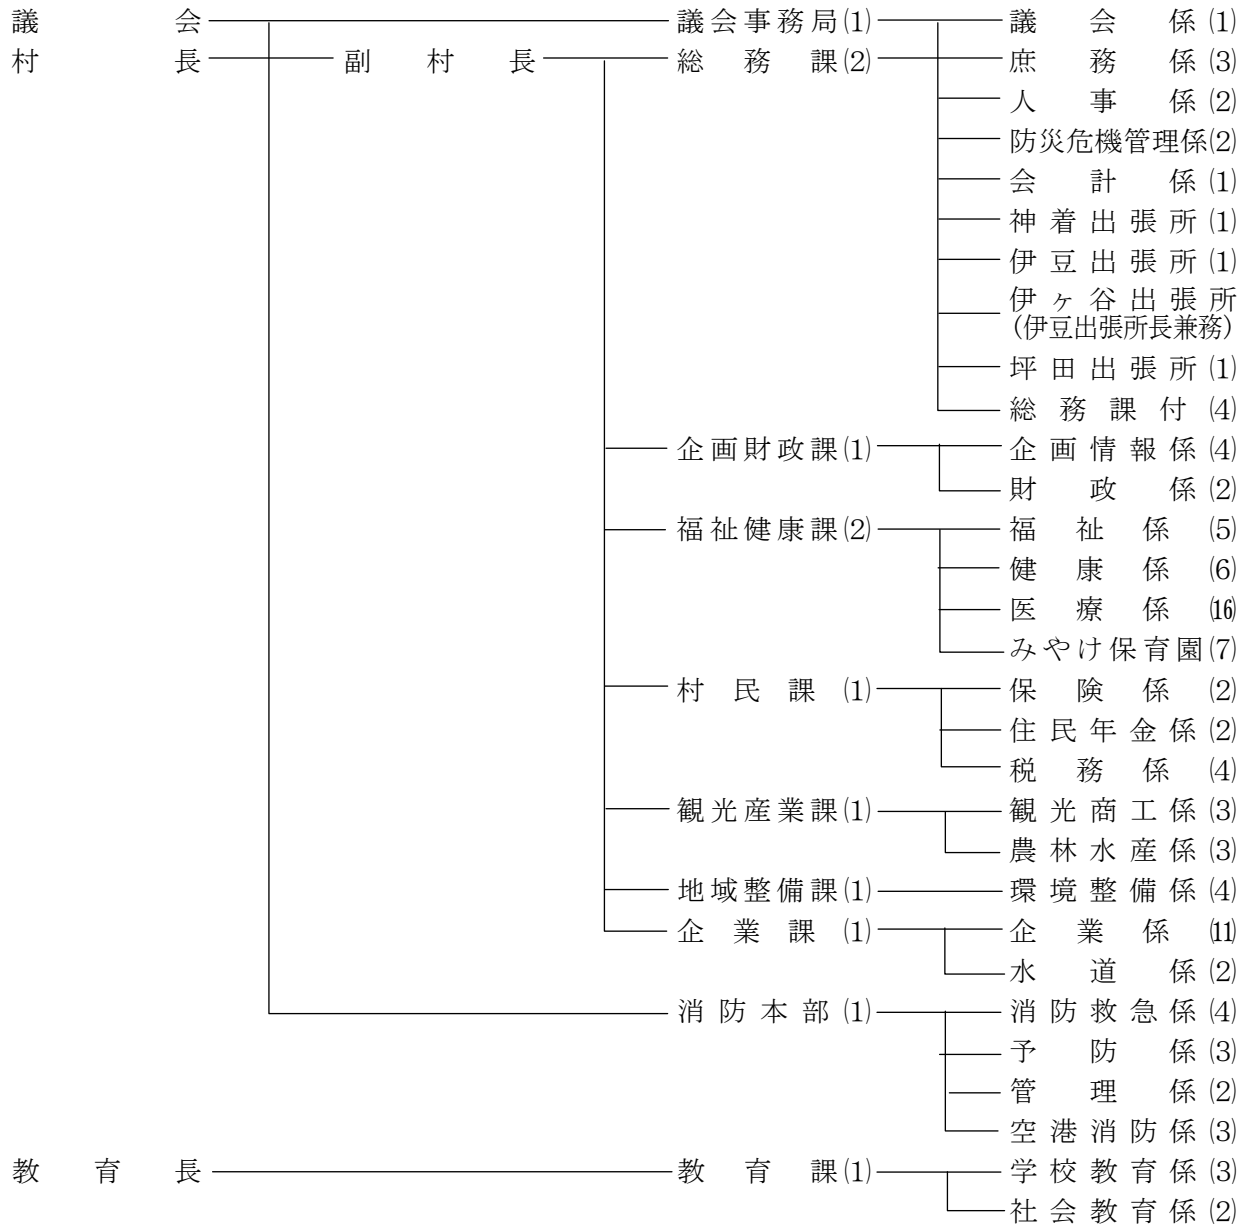 議会 議会事務局(1) 議会係(1)
村長 副村長 総務課(2) 庶務係(3)
人事係(2)
防災危機管理係(2)
会計係(1)
神着出張所(1)
伊豆出張所(1)
伊ヶ谷出張所
(伊豆出張所長兼務)
坪田出張所(1)
総務課付(4)
企画財政課(1) 企画情報係(4)
財政係(2)
福祉健康課(2) 福祉係(5)
健康係(6)
医療係(16)
みやけ保育園(7)
村民課(1) 保険係(2)
住民年金係(2)
税務係(4)
観光産業課(1) 観光商工係(3)
農林水産係(3)
地域整備課(1) 環境整備係(4)
企業課(1) 企業係(11)
水道係(2)
消防本部(1) 消防救急係(4)
予防係(3)
管理係(2)
空港消防係(3)
教育長 教育課(1) 学校教育係(3)
社会教育係(2)